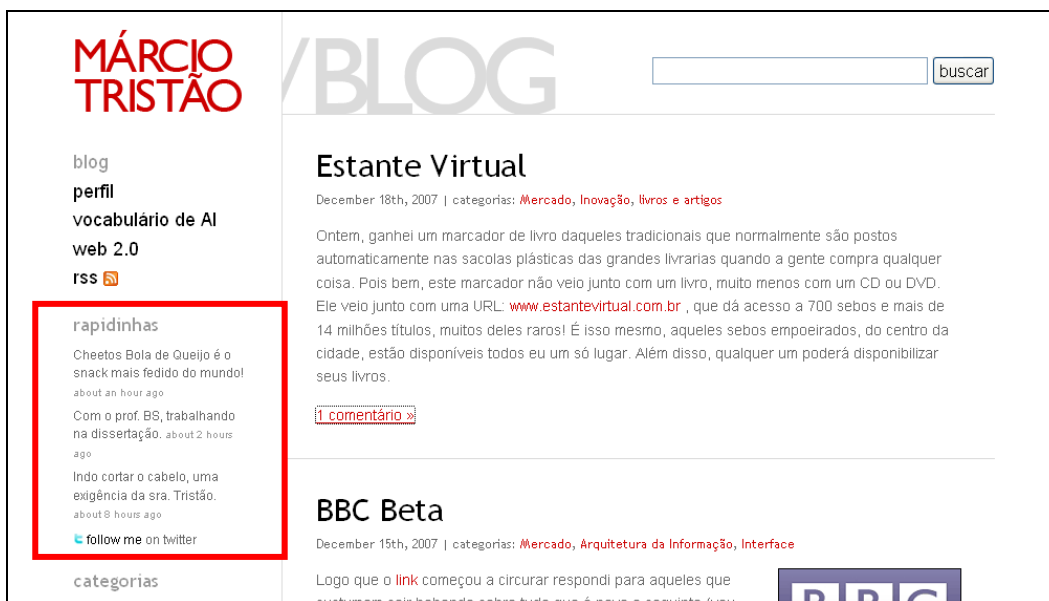 MÁRCIO
TRISTÃO
/BLOG
buscar
blog
perfil
vocabulário de AI
web 2.0
rss
rapidinhas
Cheetos Bola de Queijo é o
snack mais fedido do mundo!
about an hour ago
Com o prof. BS, trabalhando
na dissertação. about 2 hours
ago
Indo cortar o cabelo, uma
exigência da sra. Tristão.
about 8 hours ago
follow me on twitter
categorias
Estante Virtual
December 18th, 2007 | categorias: Mercado, Inovação, livros e artigos
Ontem, ganhei um marcador de livro daqueles tradicionais que normalmente são postos
automaticamente nas sacolas plásticas das grandes livrarias quando a gente compra qualquer
coisa. Pois bem, este marcador não veio junto com um livro, muito menos com um CD ou DVD.
Ele veio junto com uma URL: www.estantevirtual.com.br , que dá acesso a 700 sebos e mais de
14 milhões títulos, muitos deles raros! É isso mesmo, aqueles sebos empoeirados, do centro da
cidade, estão disponíveis todos eu um só lugar. Além disso, qualquer um poderá disponibilizar
seus livros.
1 comentário »
BBC Beta
December 15th, 2007 | categorias: Mercado, Arquitetura da Informação, Interface
Logo que o link começou a circurar respondi para aqueles que
BBC